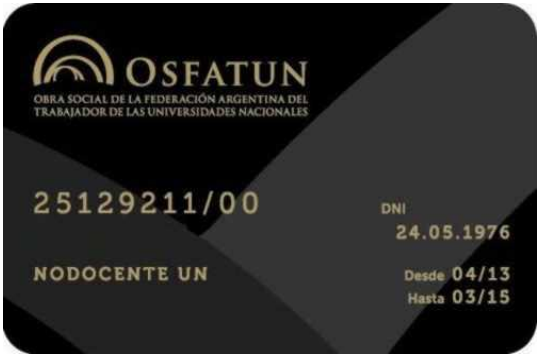 OSFATUN
OBRA SOCIAL DE LA FEDERACIÓN ARGENTINA DEL
TRABAJADOR DE LAS UNIVERSIDADES NACIONALES
25129211/00
DNI
24.05.1976
NODOCENTE UN
Desde 04/13
Hasta 03/15